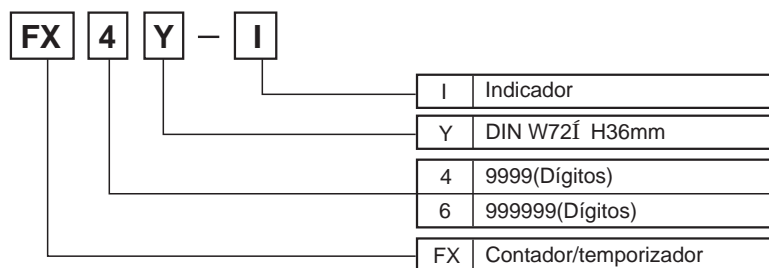 FX 4 Y – I
I Indicador
Y DIN W72Í H36mm
4 9999(Dígitos)
6 999999(Dígitos)
FX Contador/temporizador